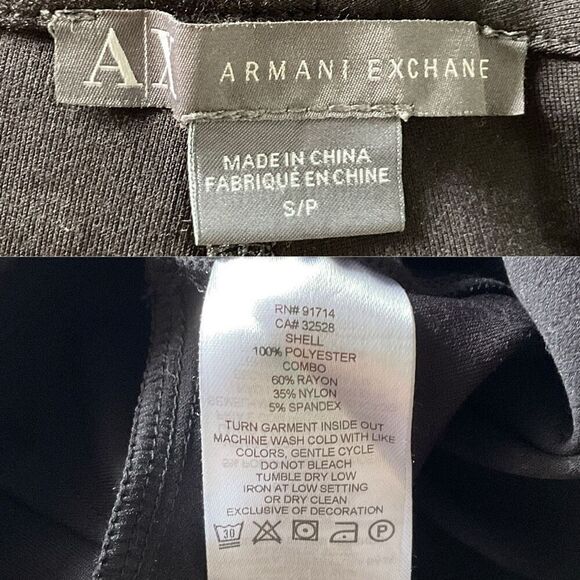 A|X ARMANI EXCHANE
MADE IN CHINA
FABRIQUÉ EN CHINE
S/P
RN# 91714
CA# 32528
SHELL
100% POLYESTER
COMBO
60% RAYON
35% NYLON
5% SPANDEX
TURN GARMENT INSIDE OUT
MACHINE WASH COLD WITH LIKE
COLORS, GENTLE CYCLE
DO NOT BLEACH
TUMBLE DRY LOW
IRON AT LOW SETTING
OR DRY CLEAN
EXCLUSIVE OF DECORATION
30 P